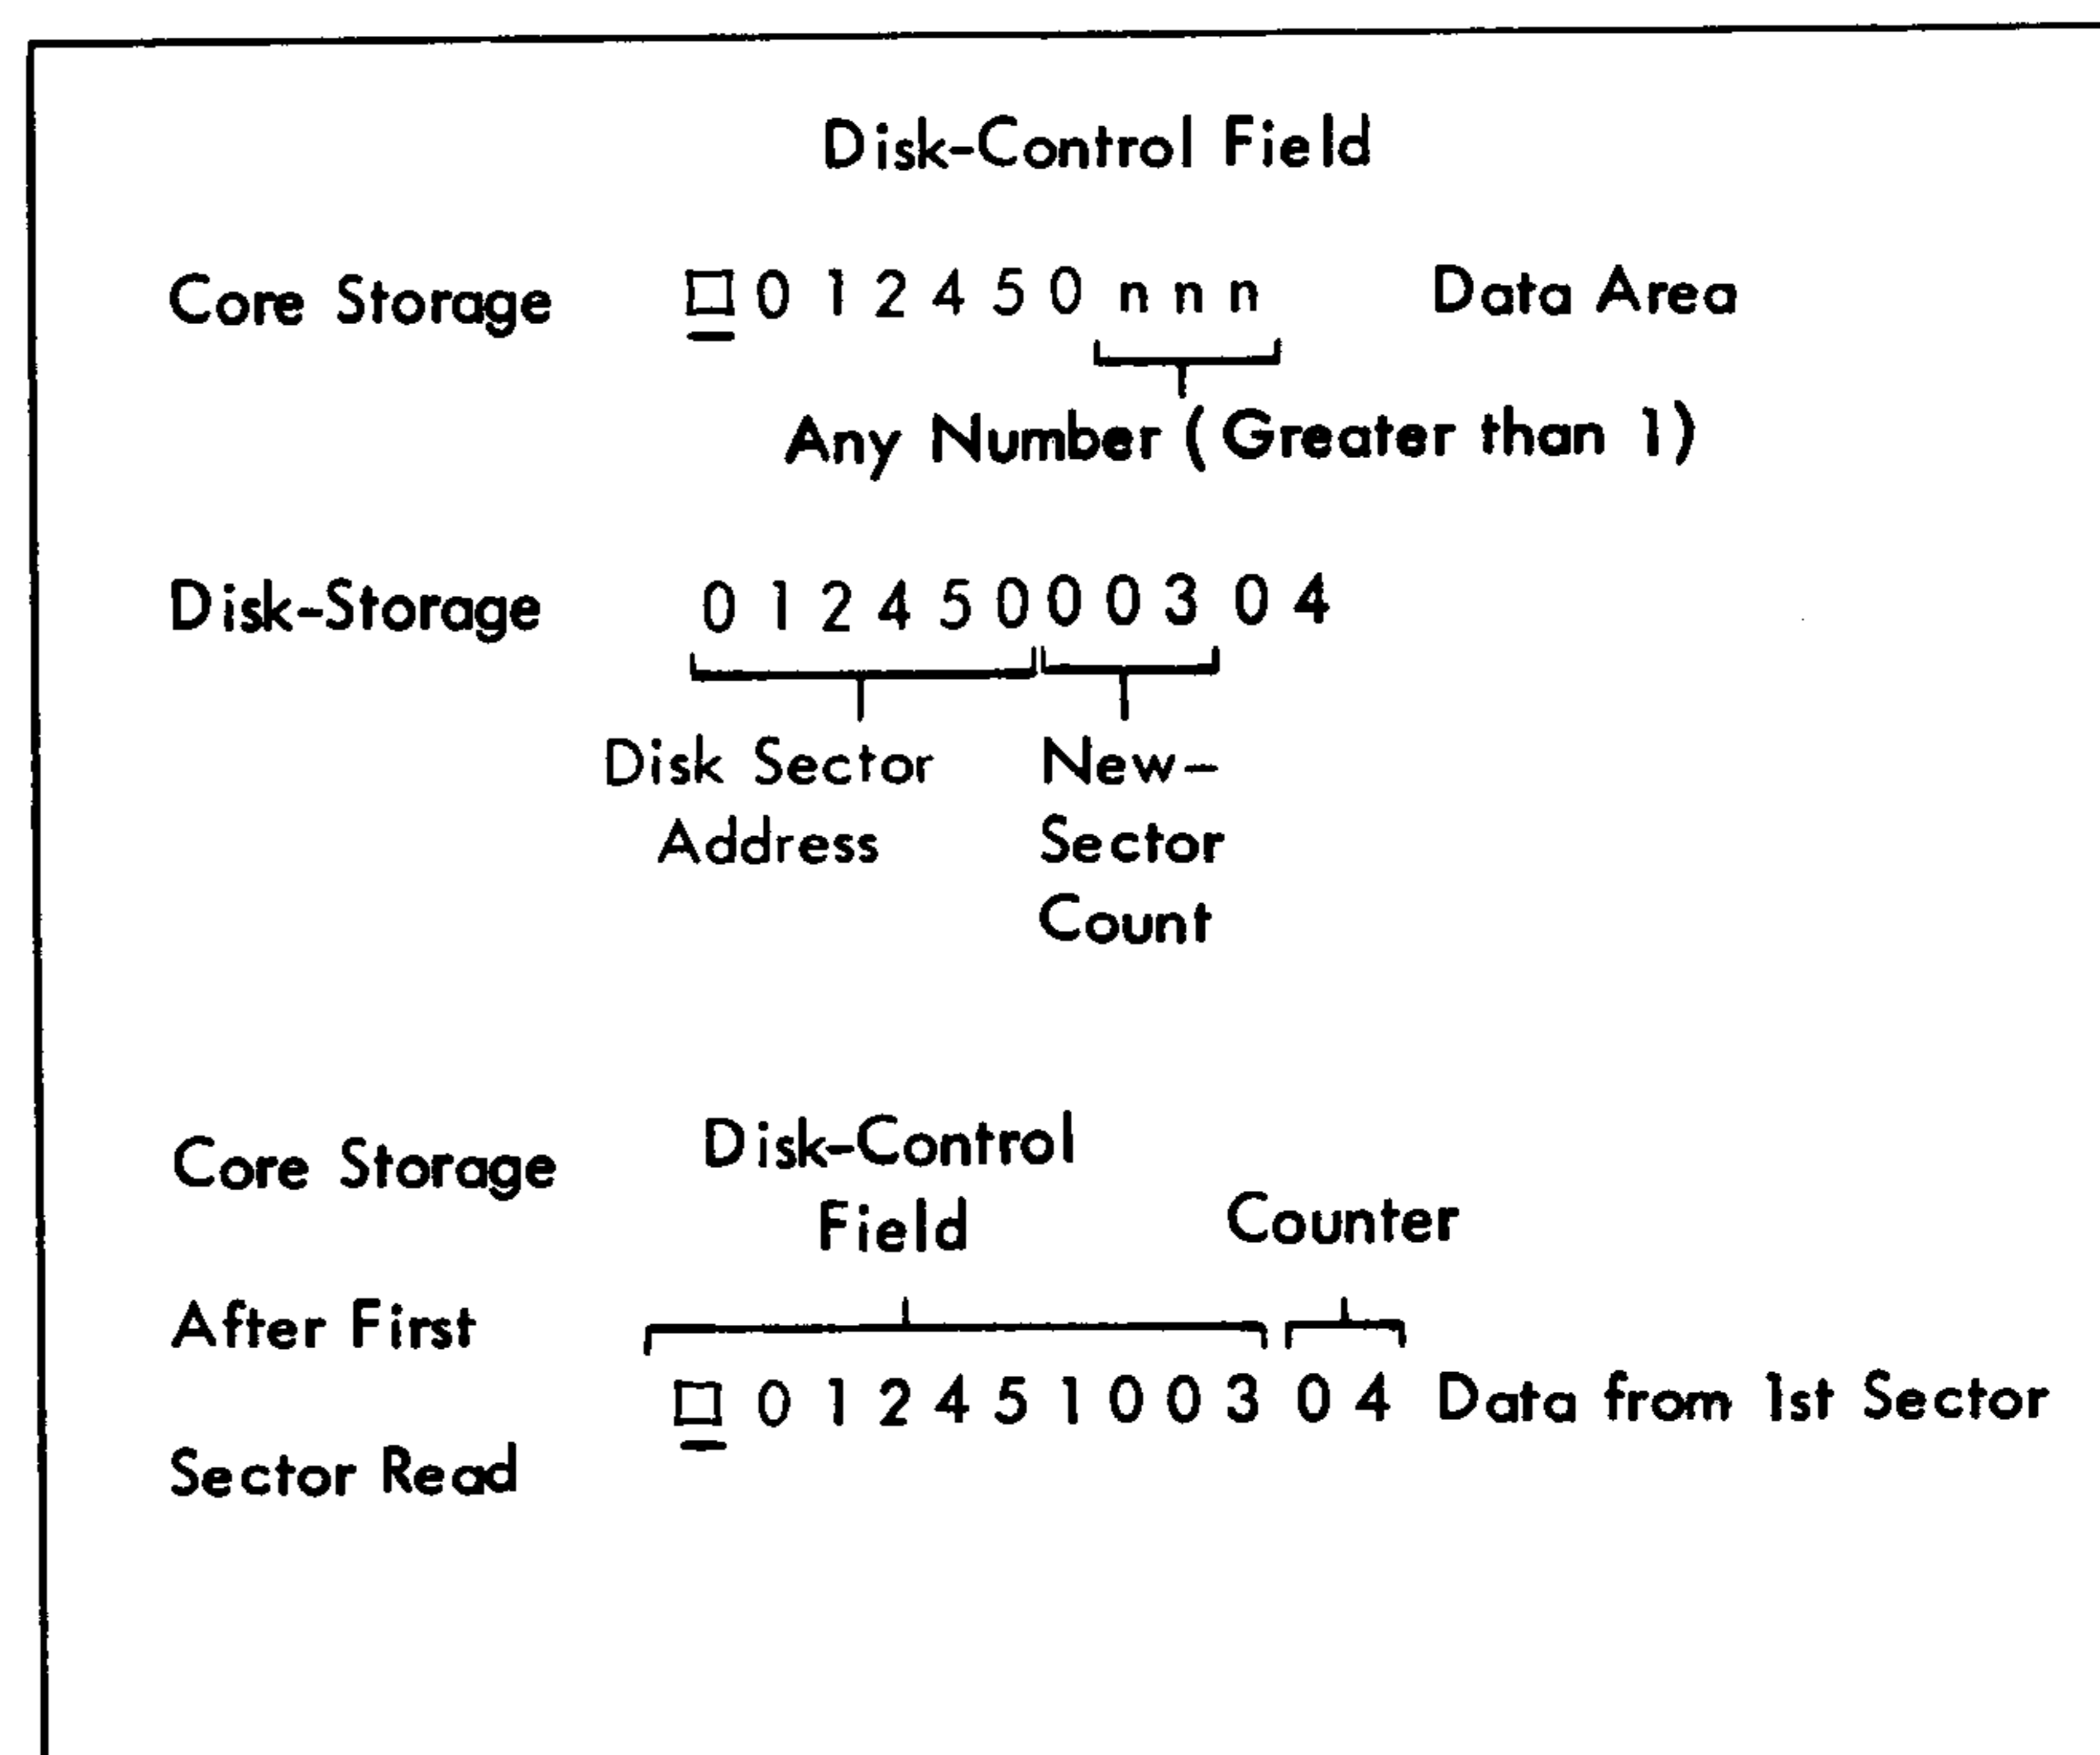 Disk-Control Field
Core Storage □ 0 1 2 4 5 0 n n n Data Area
Any Number (Greater than 1)
Disk-Storage 0 1 2 4 5 0 0 0 3 0 4
Disk Sector New-
Address Sector
Count
Core Storage Disk-Control
Field Counter
After First
□ 0 1 2 4 5 1 0 0 3 0 4 Data from 1st Sector
Sector Read